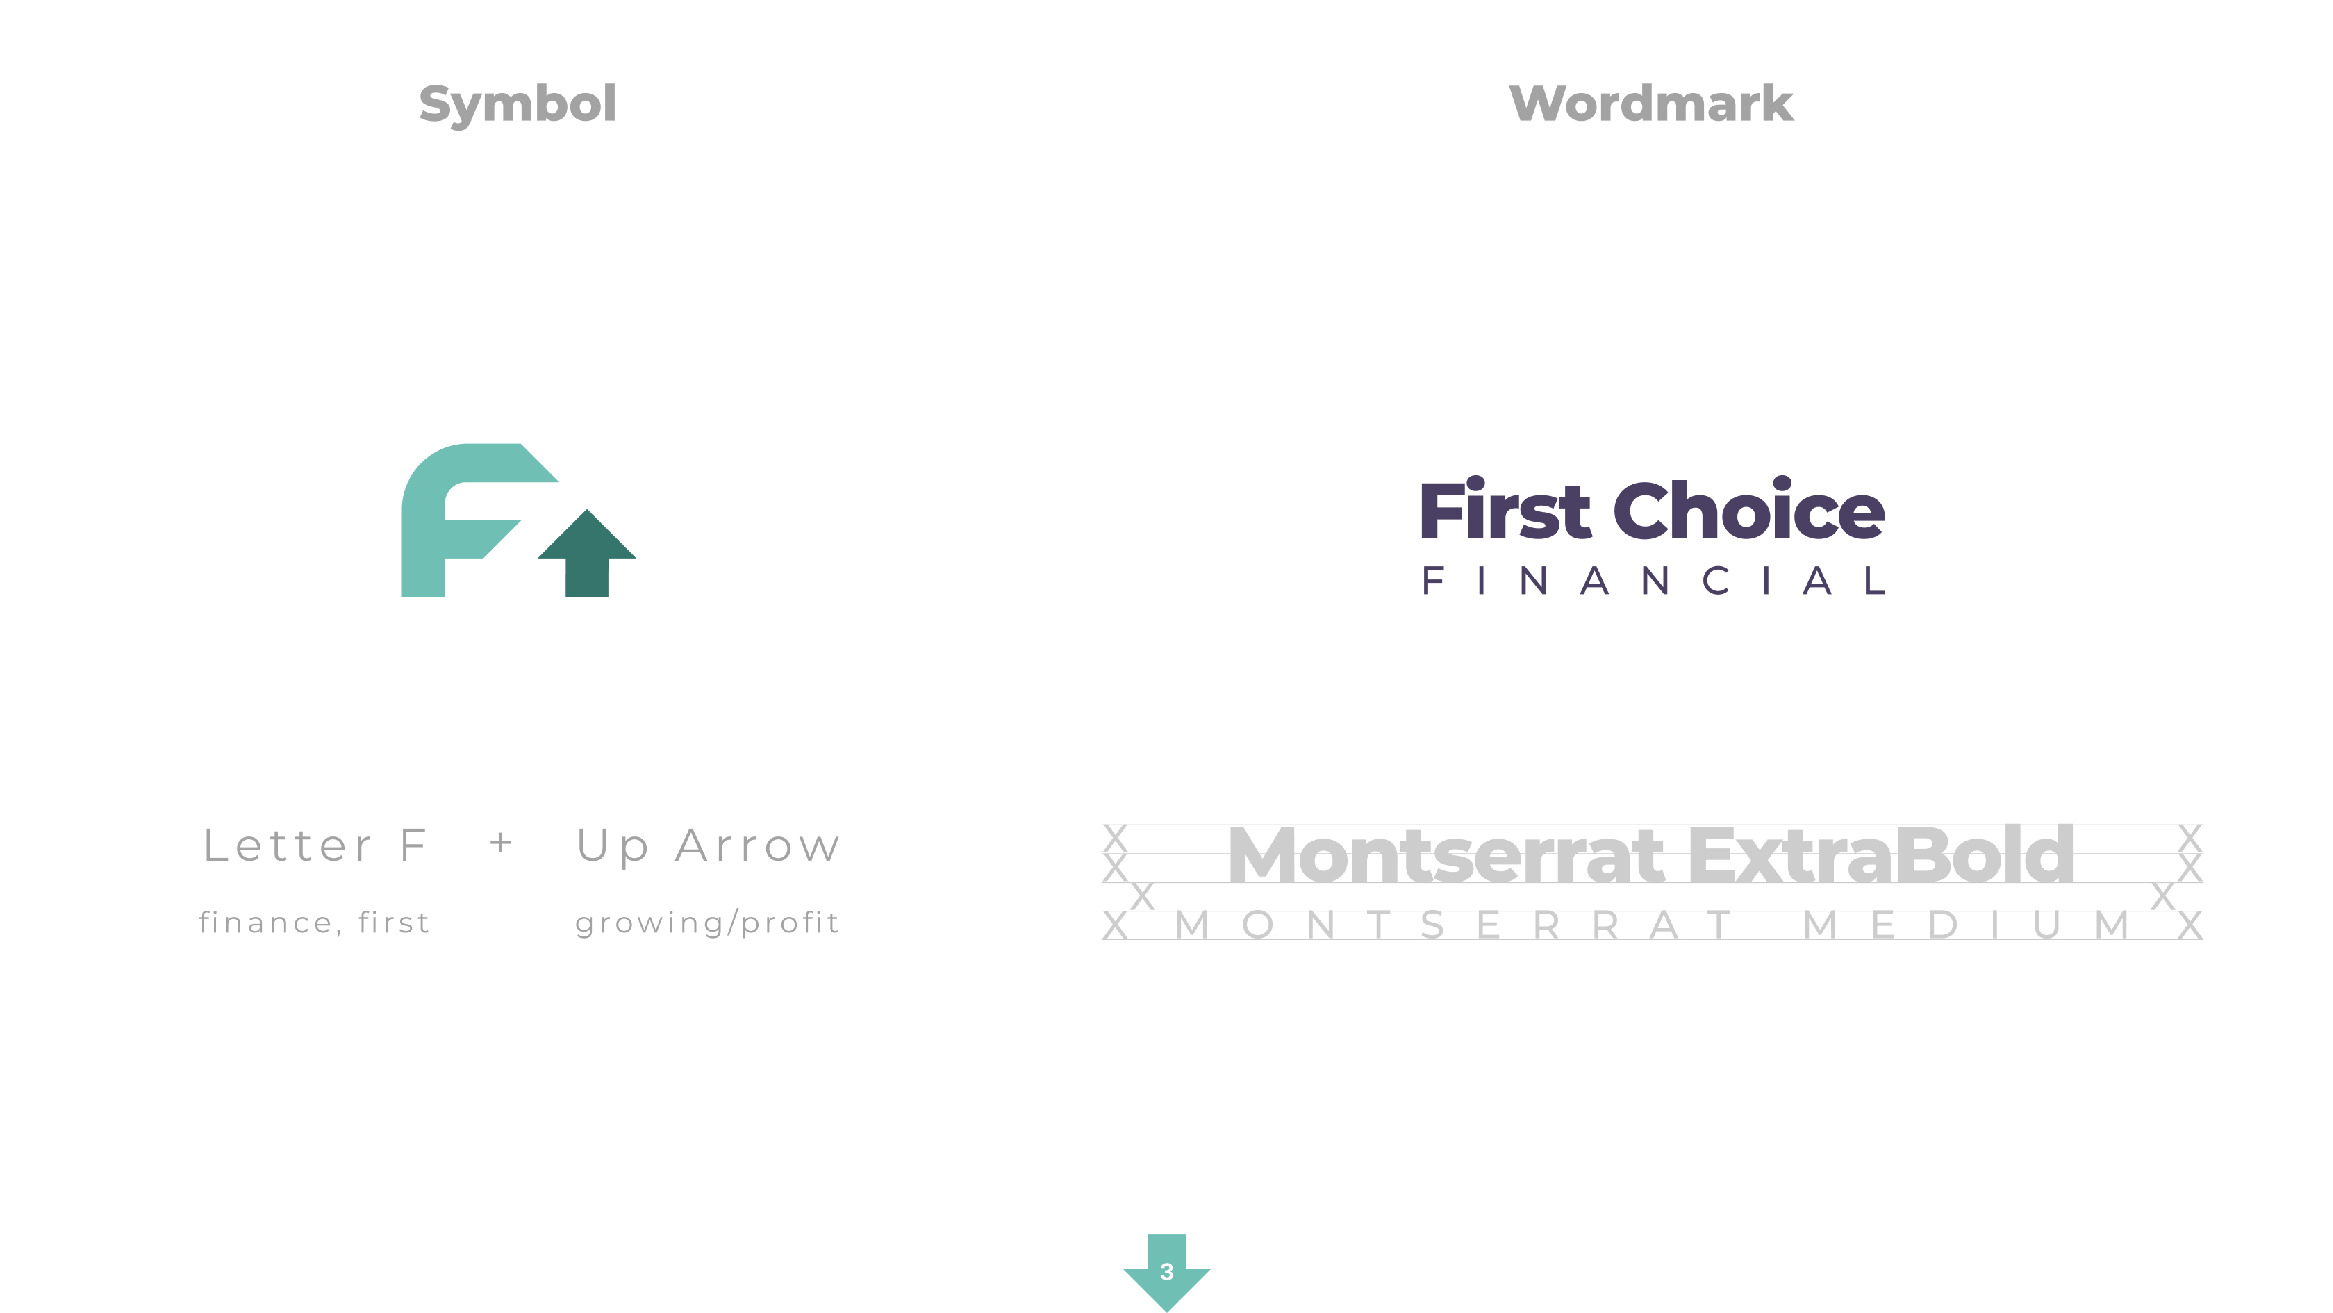 Symbol
Wordmark
F
First Choice
FINANCIAL
Letter F + Up Arrow
finance, first
growing/profit
X Montserrat ExtraBold X
X X
X X
X MONTSERRAT MEDIUM X
3